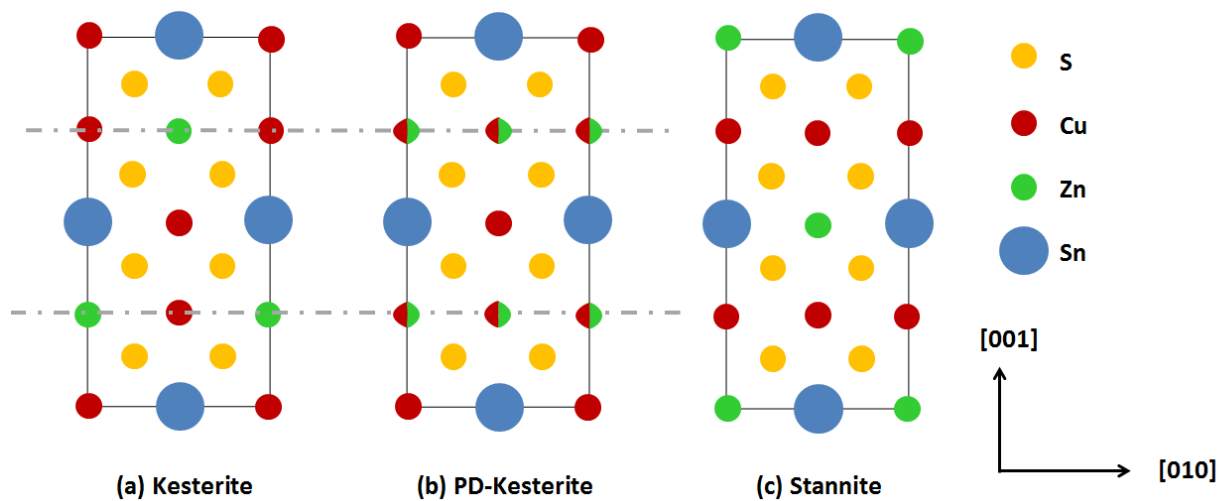 S
Cu
Zn
Sn
[001]
[010]
(a) Kesterite
(b) PD-Kesterite
(c) Stannite